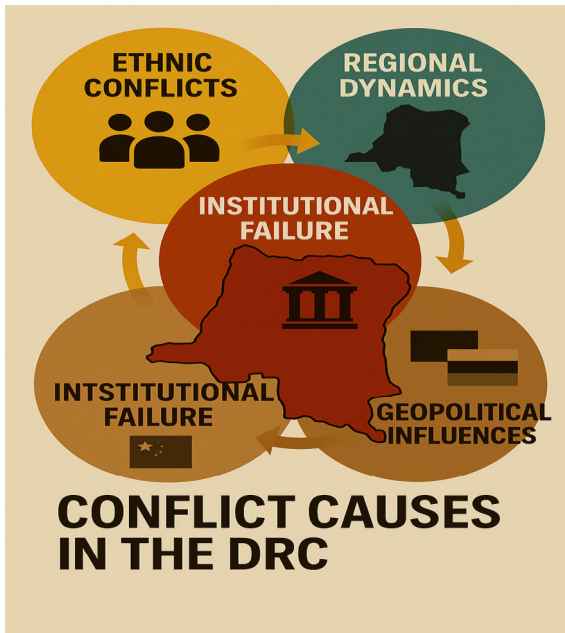 ETHNIC
CONFLICTS
REGIONAL
DYNAMICS
INSTITUTIONAL
FAILURE
INTSTITUTIONAL
FAILURE
GEOPOLITICAL
INFLUENCES
CONFLICT CAUSES
IN THE DRC